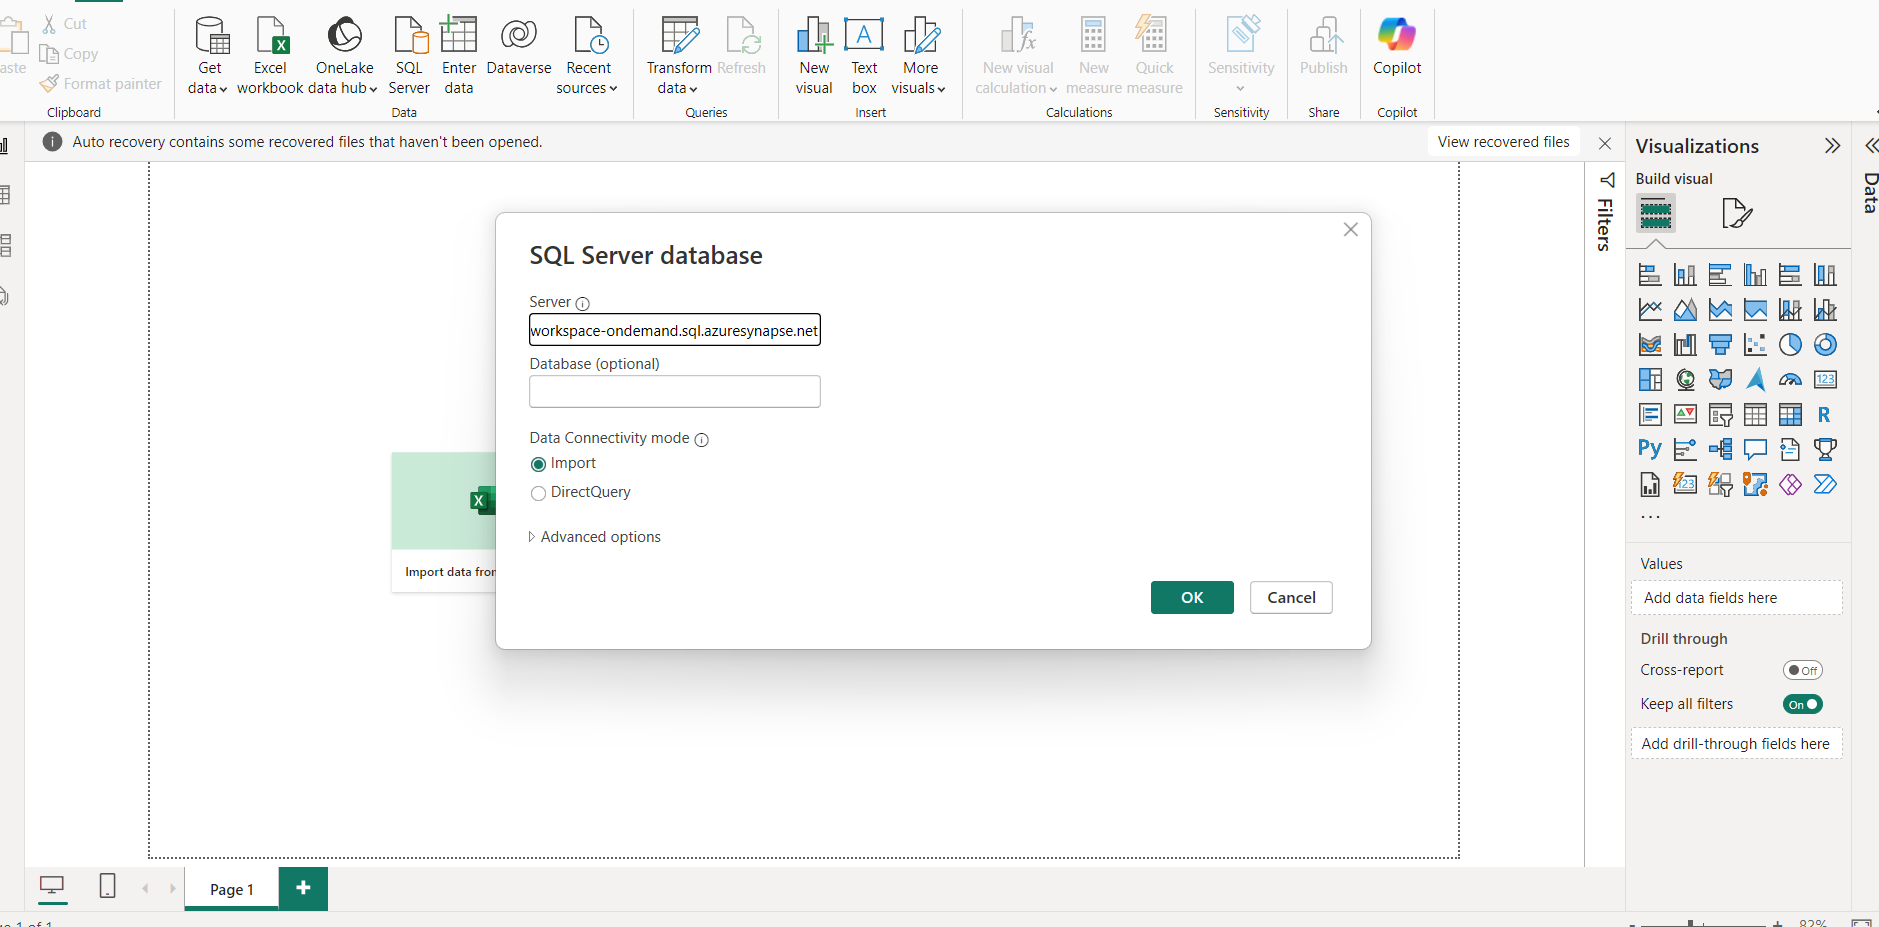 Cut
Copy
Format painter
Clipboard
Get data
Excel workbook
OneLake data hub
SQL Server
Enter data
Dataverse
Recent sources
Data
Transform data
Refresh
Queries
New visual
Text box
More visuals
Insert
New visual calculation
New measure
Quick measure
Calculations
Sensitivity
Sensitivity
Publish
Share
Copilot
Copilot
Auto recovery contains some recovered files that haven't been opened.
View recovered files
SQL Server database
Server
workspace-ondemand.sql.azuresynapse.net
Database (optional)
Data Connectivity mode
Import
DirectQuery
Advanced options
OK
Cancel
Import data fron
Filters
Visualizations
Build visual
Data
123
R
Py
123
Values
Add data fields here
Drill through
Cross-report
Off
Keep all filters
On
Add drill-through fields here
Page 1
82%